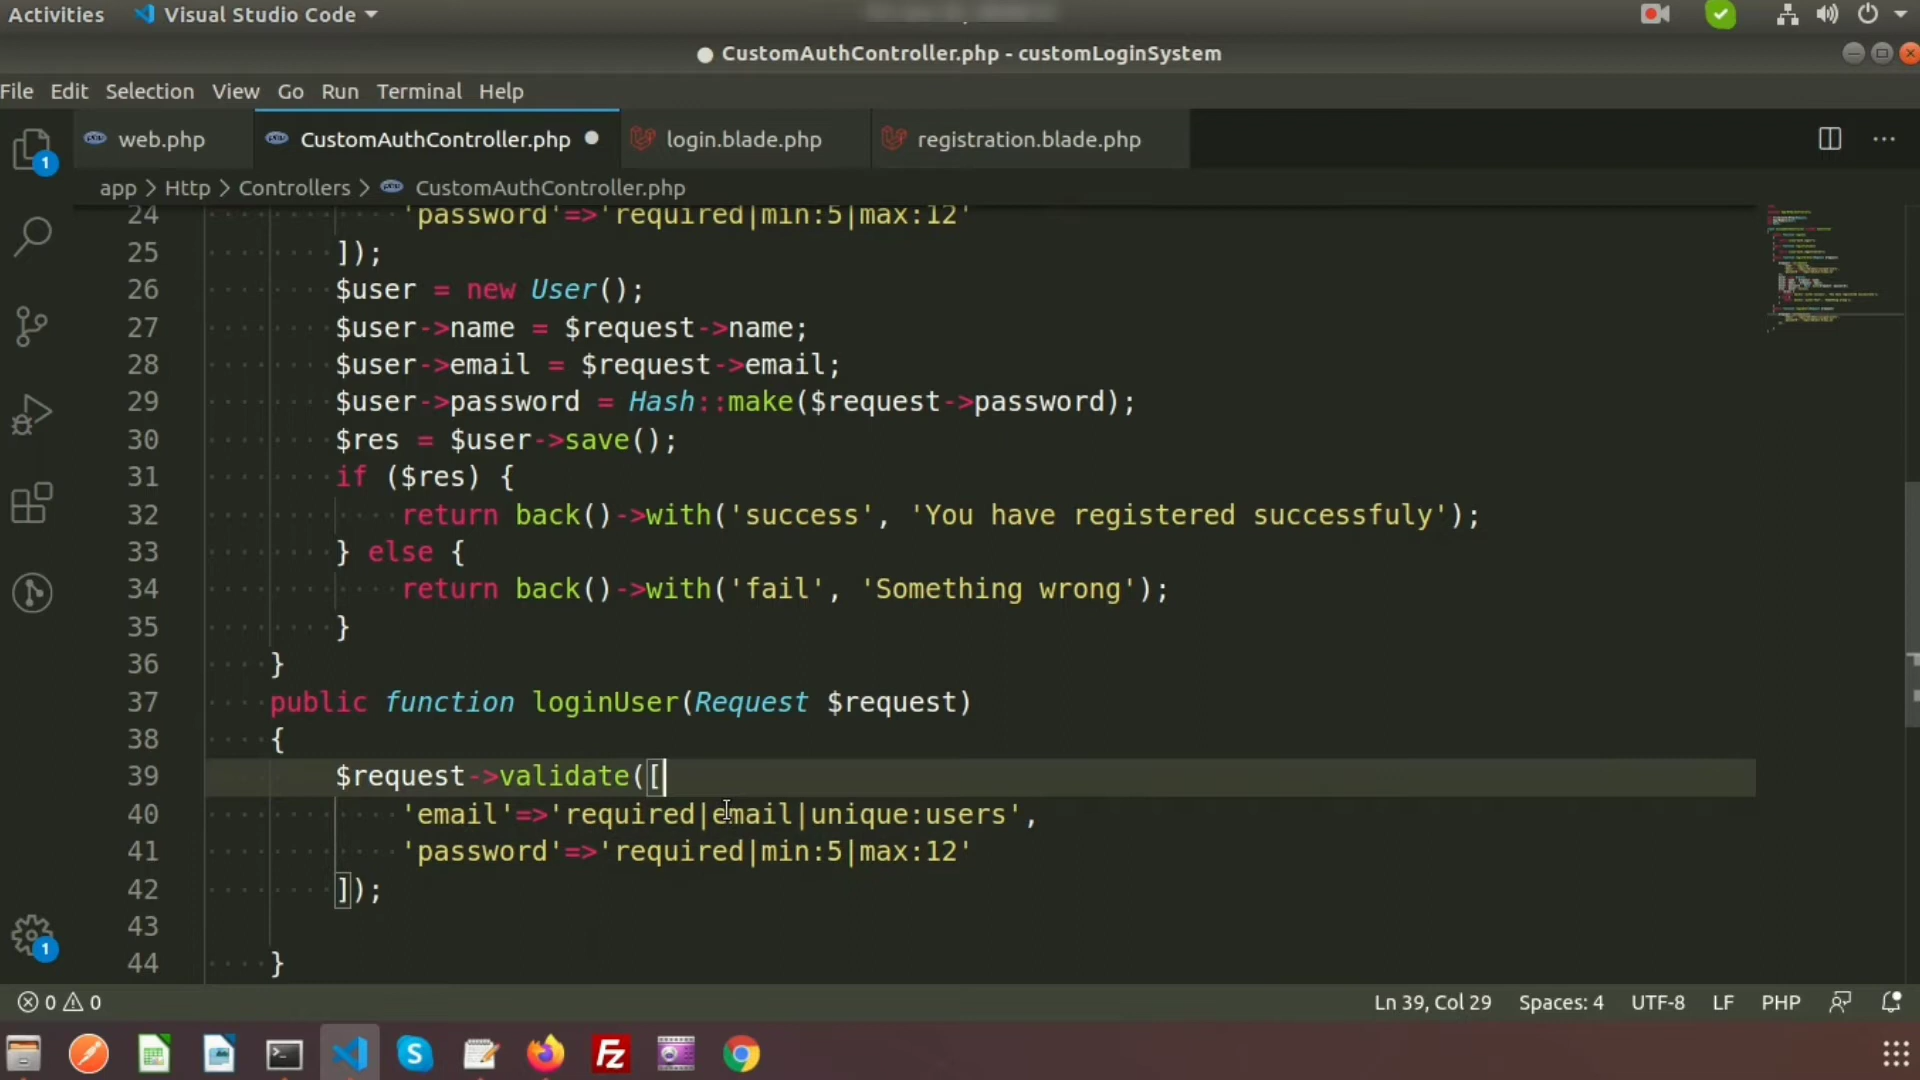 Activities Visual Studio Code
CustomAuthController.php - customLoginSystem
File Edit Selection View Go Run Terminal Help
web.php CustomAuthController.php login.blade.php registration.blade.php
app > Http > Controllers > CustomAuthController.php
24 'password'=>'required|min:5|max:12'
25 ]);
26 $user = new User();
27 $user->name = $request->name;
28 $user->email = $request->email;
29 $user->password = Hash::make($request->password);
30 $res = $user->save();
31 if ($res) {
32 return back()->with('success', 'You have registered successfuly');
33 } else {
34 return back()->with('fail', 'Something wrong');
35 }
36 }
37 public function loginUser(Request $request)
38 {
39 $request->validate([
40 'email'=>'required|email|unique:users',
41 'password'=>'required|min:5|max:12'
42 ]);
43
44 }
1
1
0 0 Ln 39, Col 29 Spaces: 4 UTF-8 LF PHP
S Fz